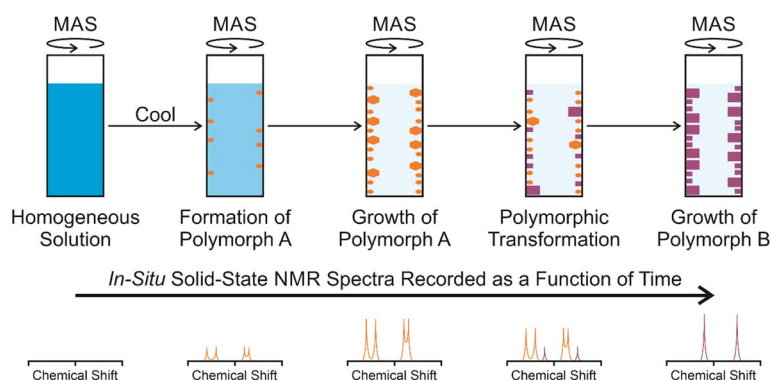 MAS MAS MAS MAS MAS
Cool
Homogeneous Solution
Formation of Polymorph A
Growth of Polymorph A
Polymorphic Transformation
Growth of Polymorph B
In-Situ Solid-State NMR Spectra Recorded as a Function of Time
Chemical Shift Chemical Shift Chemical Shift Chemical Shift Chemical Shift